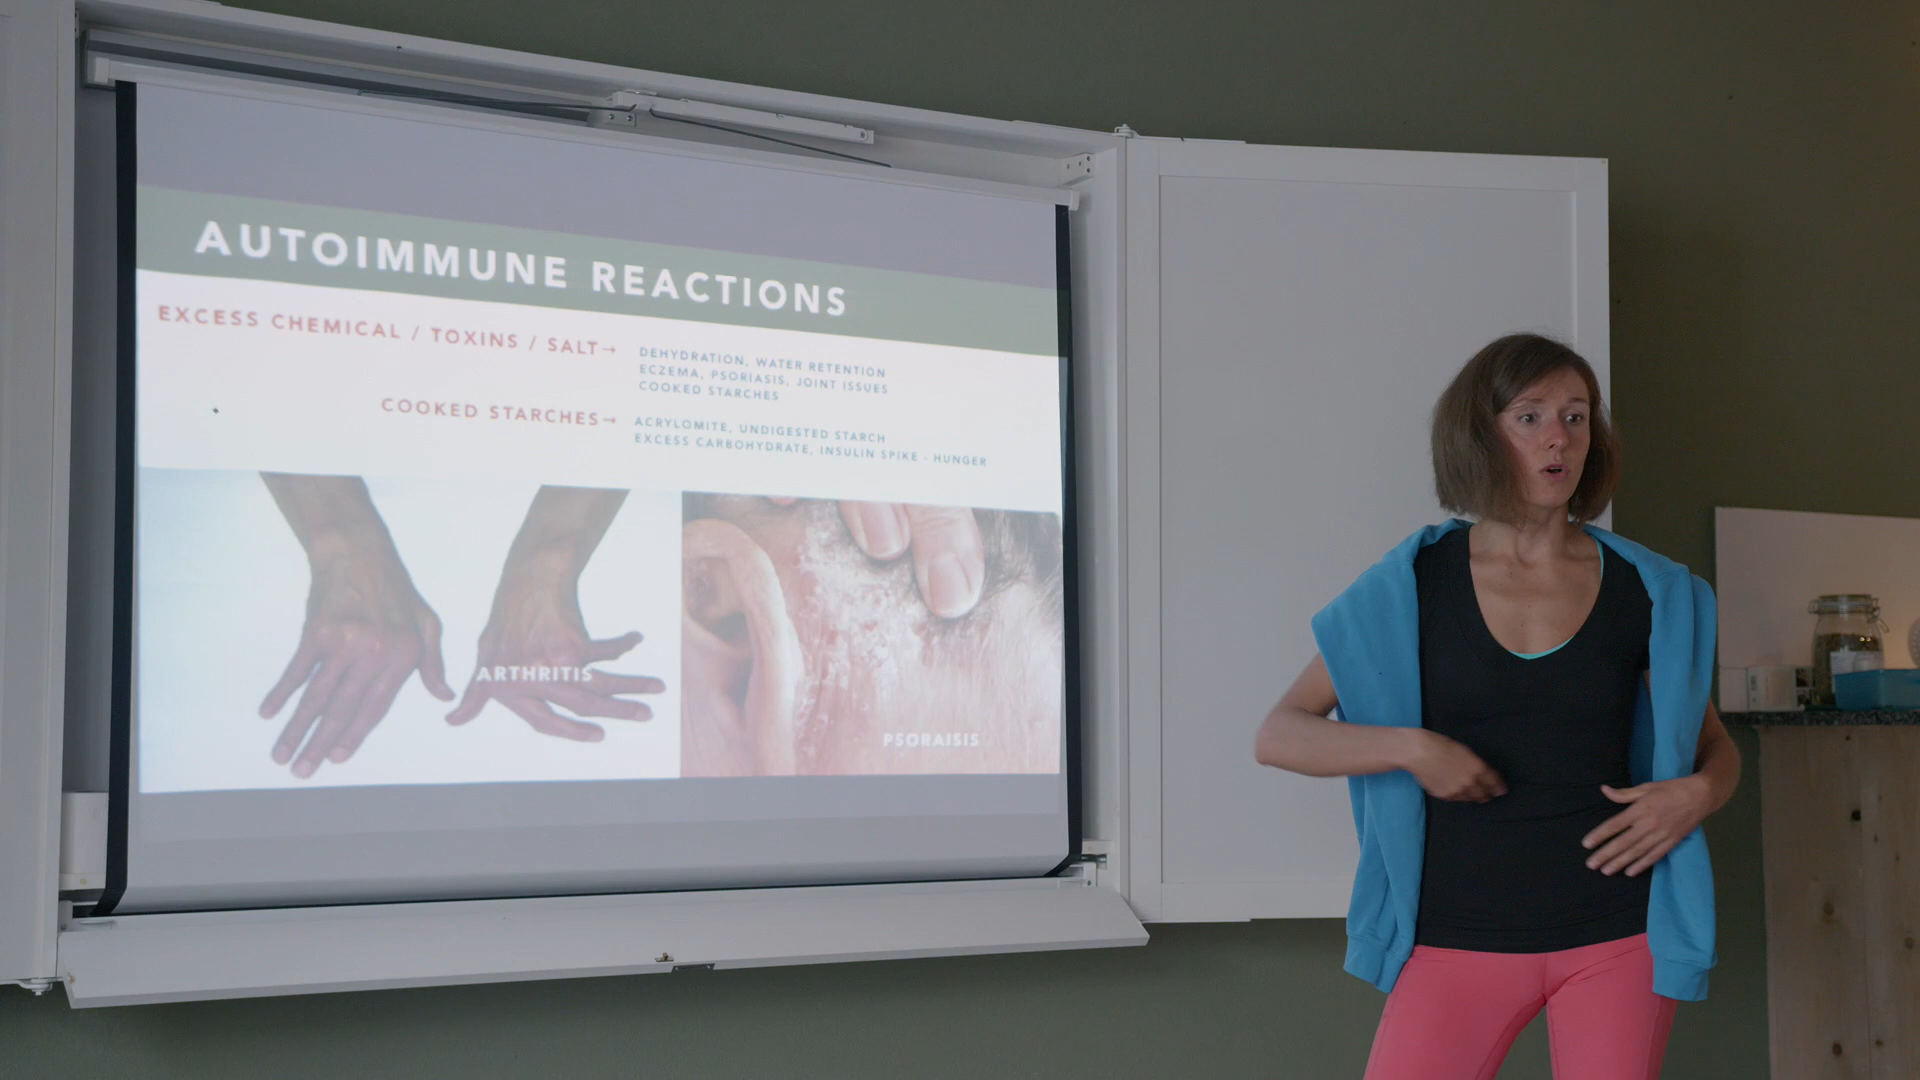 AUTOIMMUNE REACTIONS
EXCESS CHEMICAL / TOXINS / SALT→
DEHYDRATION, WATER RETENTION
ECZEMA, PSORIASIS, JOINT ISSUES
COOKED STARCHES
COOKED STARCHES→
ACRYLOMITE, UNDIGESTED STARCH
EXCESS CARBOHYDRATE, INSULIN SPIKE - HUNGER
ARTHRITIS
PSORAISIS